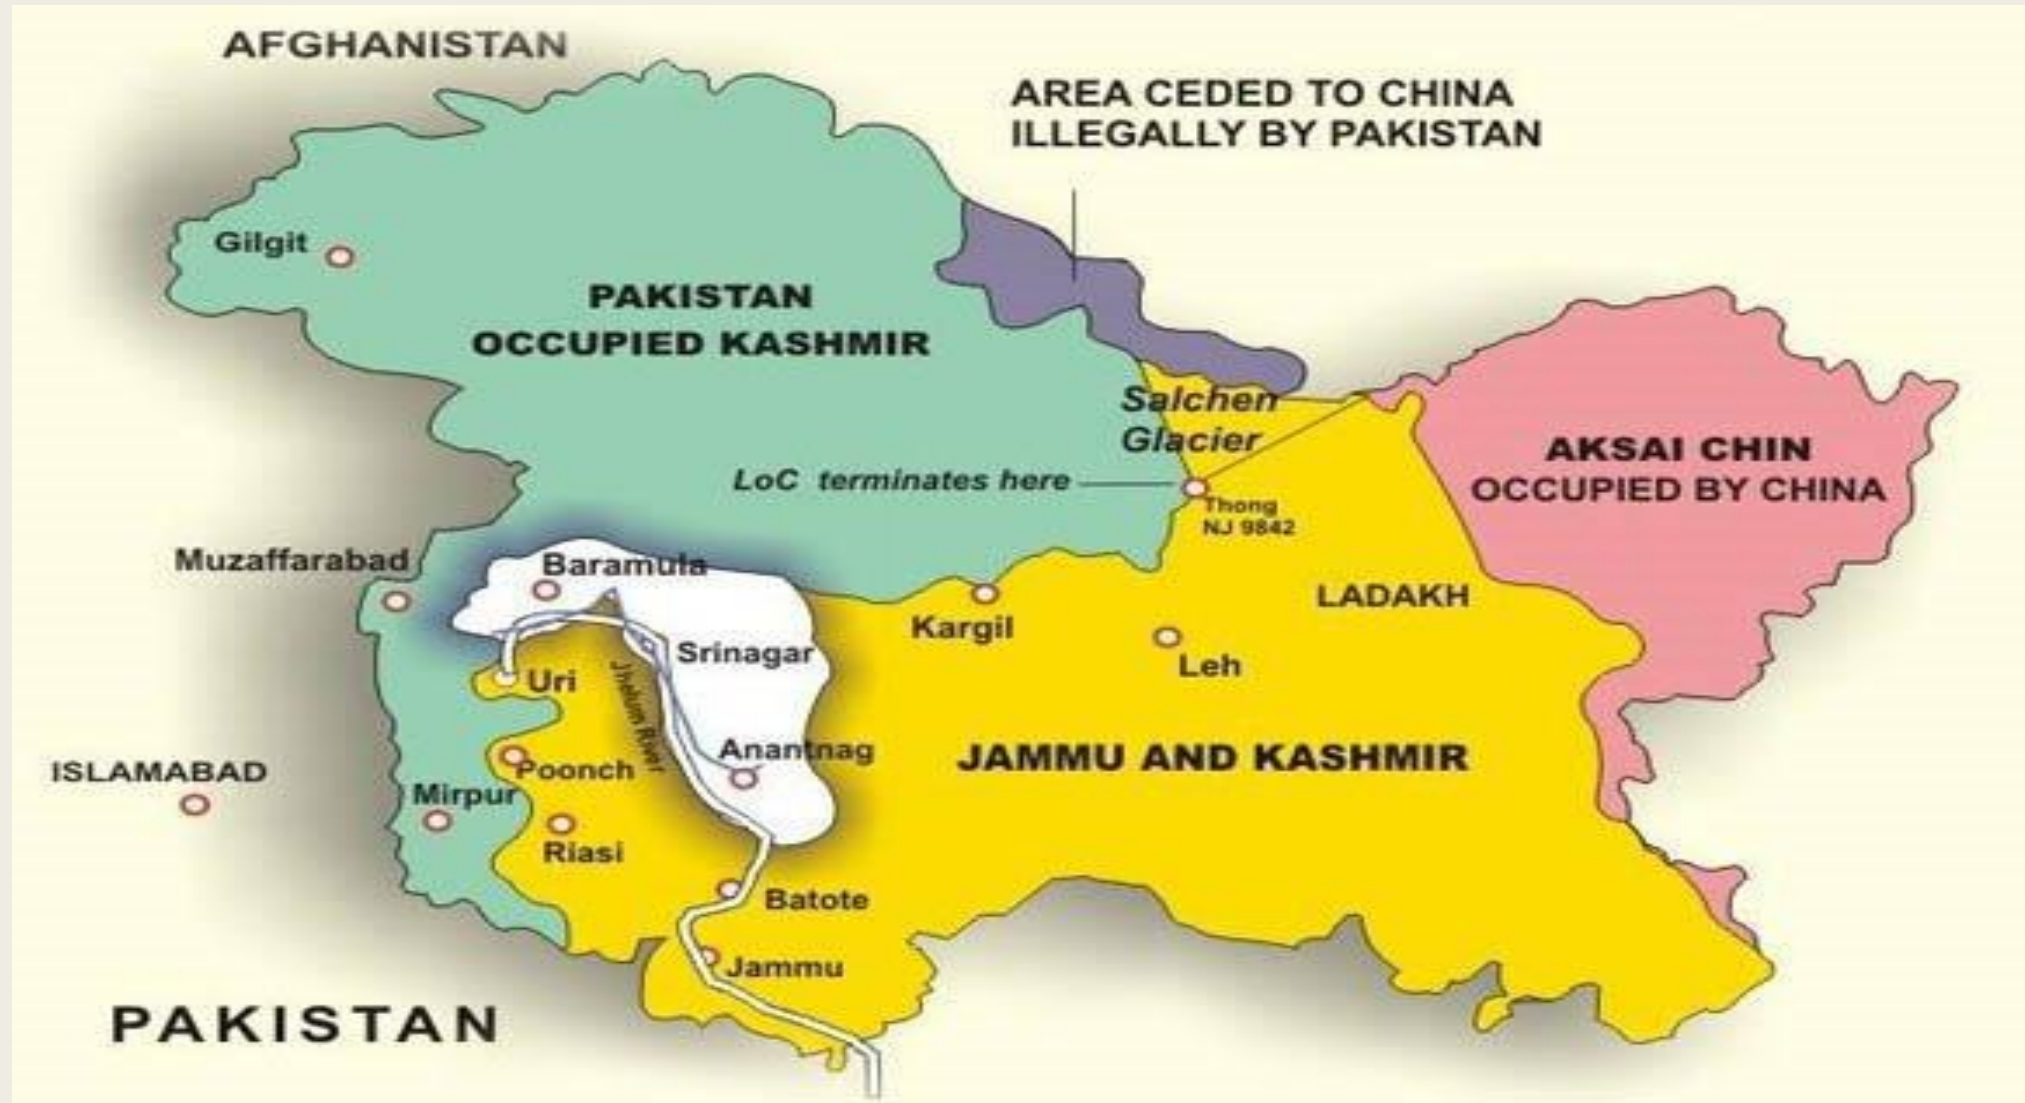 AFGHANISTAN
AREA CEDED TO CHINA
ILLEGALLY BY PAKISTAN
Gilgit
PAKISTAN
OCCUPIED KASHMIR
Salchen
Glacier
AKSAI CHIN
OCCUPIED BY CHINA
LoC terminates here
Thong
NJ 9842
Muzaffarabad
Baramula
LADAKH
Kargil
Srinagar
Leh
Uri
Jhelum River
Anantnag
JAMMU AND KASHMIR
ISLAMABAD
Poonch
Mirpur
Riasi
Batote
Jammu
PAKISTAN